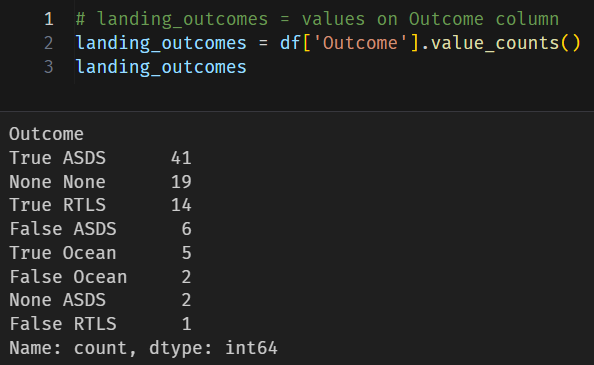 1 # landing_outcomes = values on Outcome column
2 landing_outcomes = df['Outcome'].value_counts()
3 landing_outcomes
Outcome
True ASDS      41
None None      19
True RTLS      14
False ASDS      6
True Ocean      5
False Ocean     2
None ASDS       2
False RTLS      1
Name: count, dtype: int64